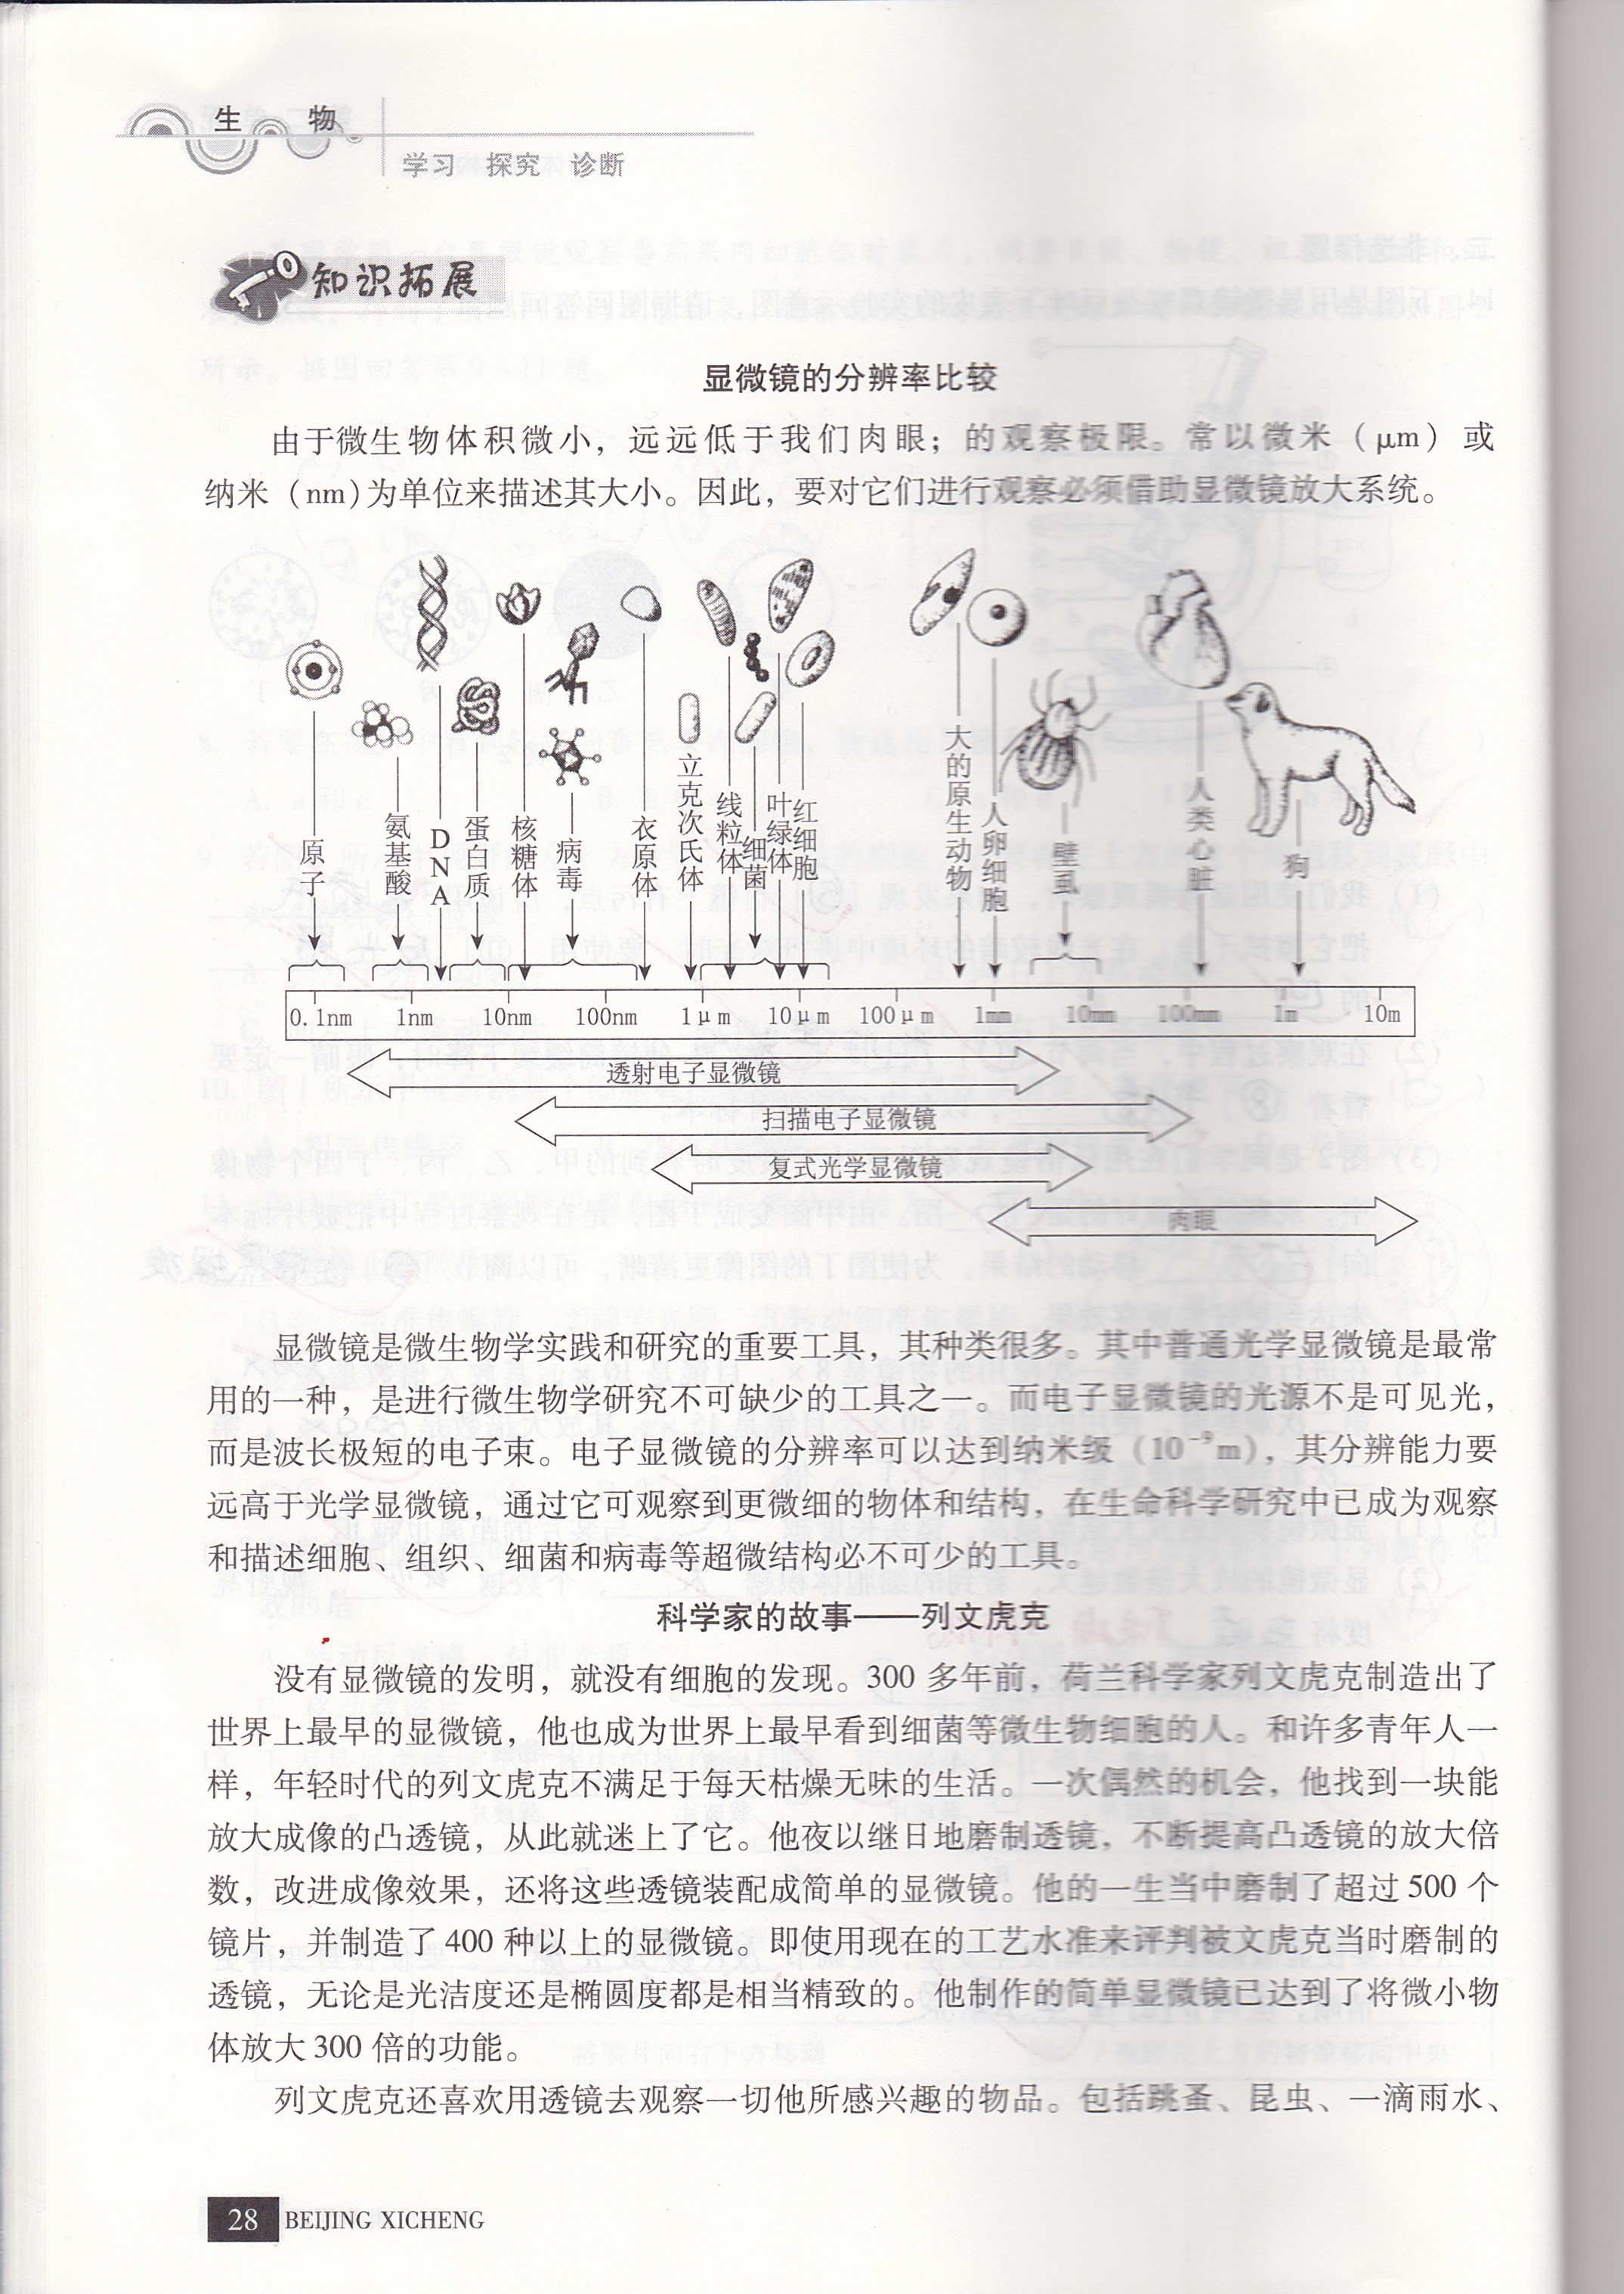 生 物
学习 探究 诊断
知识拓展
显微镜的分辨率比较
由于微生物体积微小，远远低于我们肉眼；的观察极限。常以微米（μm）或
纳米（nm)为单位来描述其大小。因此，要对它们进行观察必须借助显微镜放大系统。
原子
氨基酸
DNA
蛋白质
核糖体
病毒
衣原体
立克次氏体
线粒体
细菌
叶绿体
红细胞
大的原生动物
人卵细胞
壁虱
人类心脏
狗
0.1nm 1nm 10nm 100nm 1μm 10μm 100μm 1mm 10mm 100mm 1m 10m
透射电子显微镜
扫描电子显微镜
复式光学显微镜
肉眼
显微镜是微生物学实践和研究的重要工具，其种类很多。其中普通光学显微镜是最常
用的一种，是进行微生物学研究不可缺少的工具之一。而电子显微镜的光源不是可见光，
而是波长极短的电子束。电子显微镜的分辨率可以达到纳米级（10⁻⁹m），其分辨能力要
远高于光学显微镜，通过它可观察到更微细的物体和结构，在生命科学研究中已成为观察
和描述细胞、组织、细菌和病毒等超微结构必不可少的工具。
科学家的故事——列文虎克
没有显微镜的发明，就没有细胞的发现。300 多年前，荷兰科学家列文虎克制造出了
世界上最早的显微镜，他也成为世界上最早看到细菌等微生物细胞的人。和许多青年人一
样，年轻时代的列文虎克不满足于每天枯燥无味的生活。一次偶然的机会，他找到一块能
放大成像的凸透镜，从此就迷上了它。他夜以继日地磨制透镜，不断提高凸透镜的放大倍
数，改进成像效果，还将这些透镜装配成简单的显微镜。他的一生当中磨制了超过 500 个
镜片，并制造了 400 种以上的显微镜。即使用现在的工艺水准来评判被文虎克当时磨制的
透镜，无论是光洁度还是椭圆度都是相当精致的。他制作的简单显微镜已达到了将微小物
体放大 300 倍的功能。
列文虎克还喜欢用透镜去观察一切他所感兴趣的物品。包括跳蚤、昆虫、一滴雨水、
28 BEIJING XICHENG